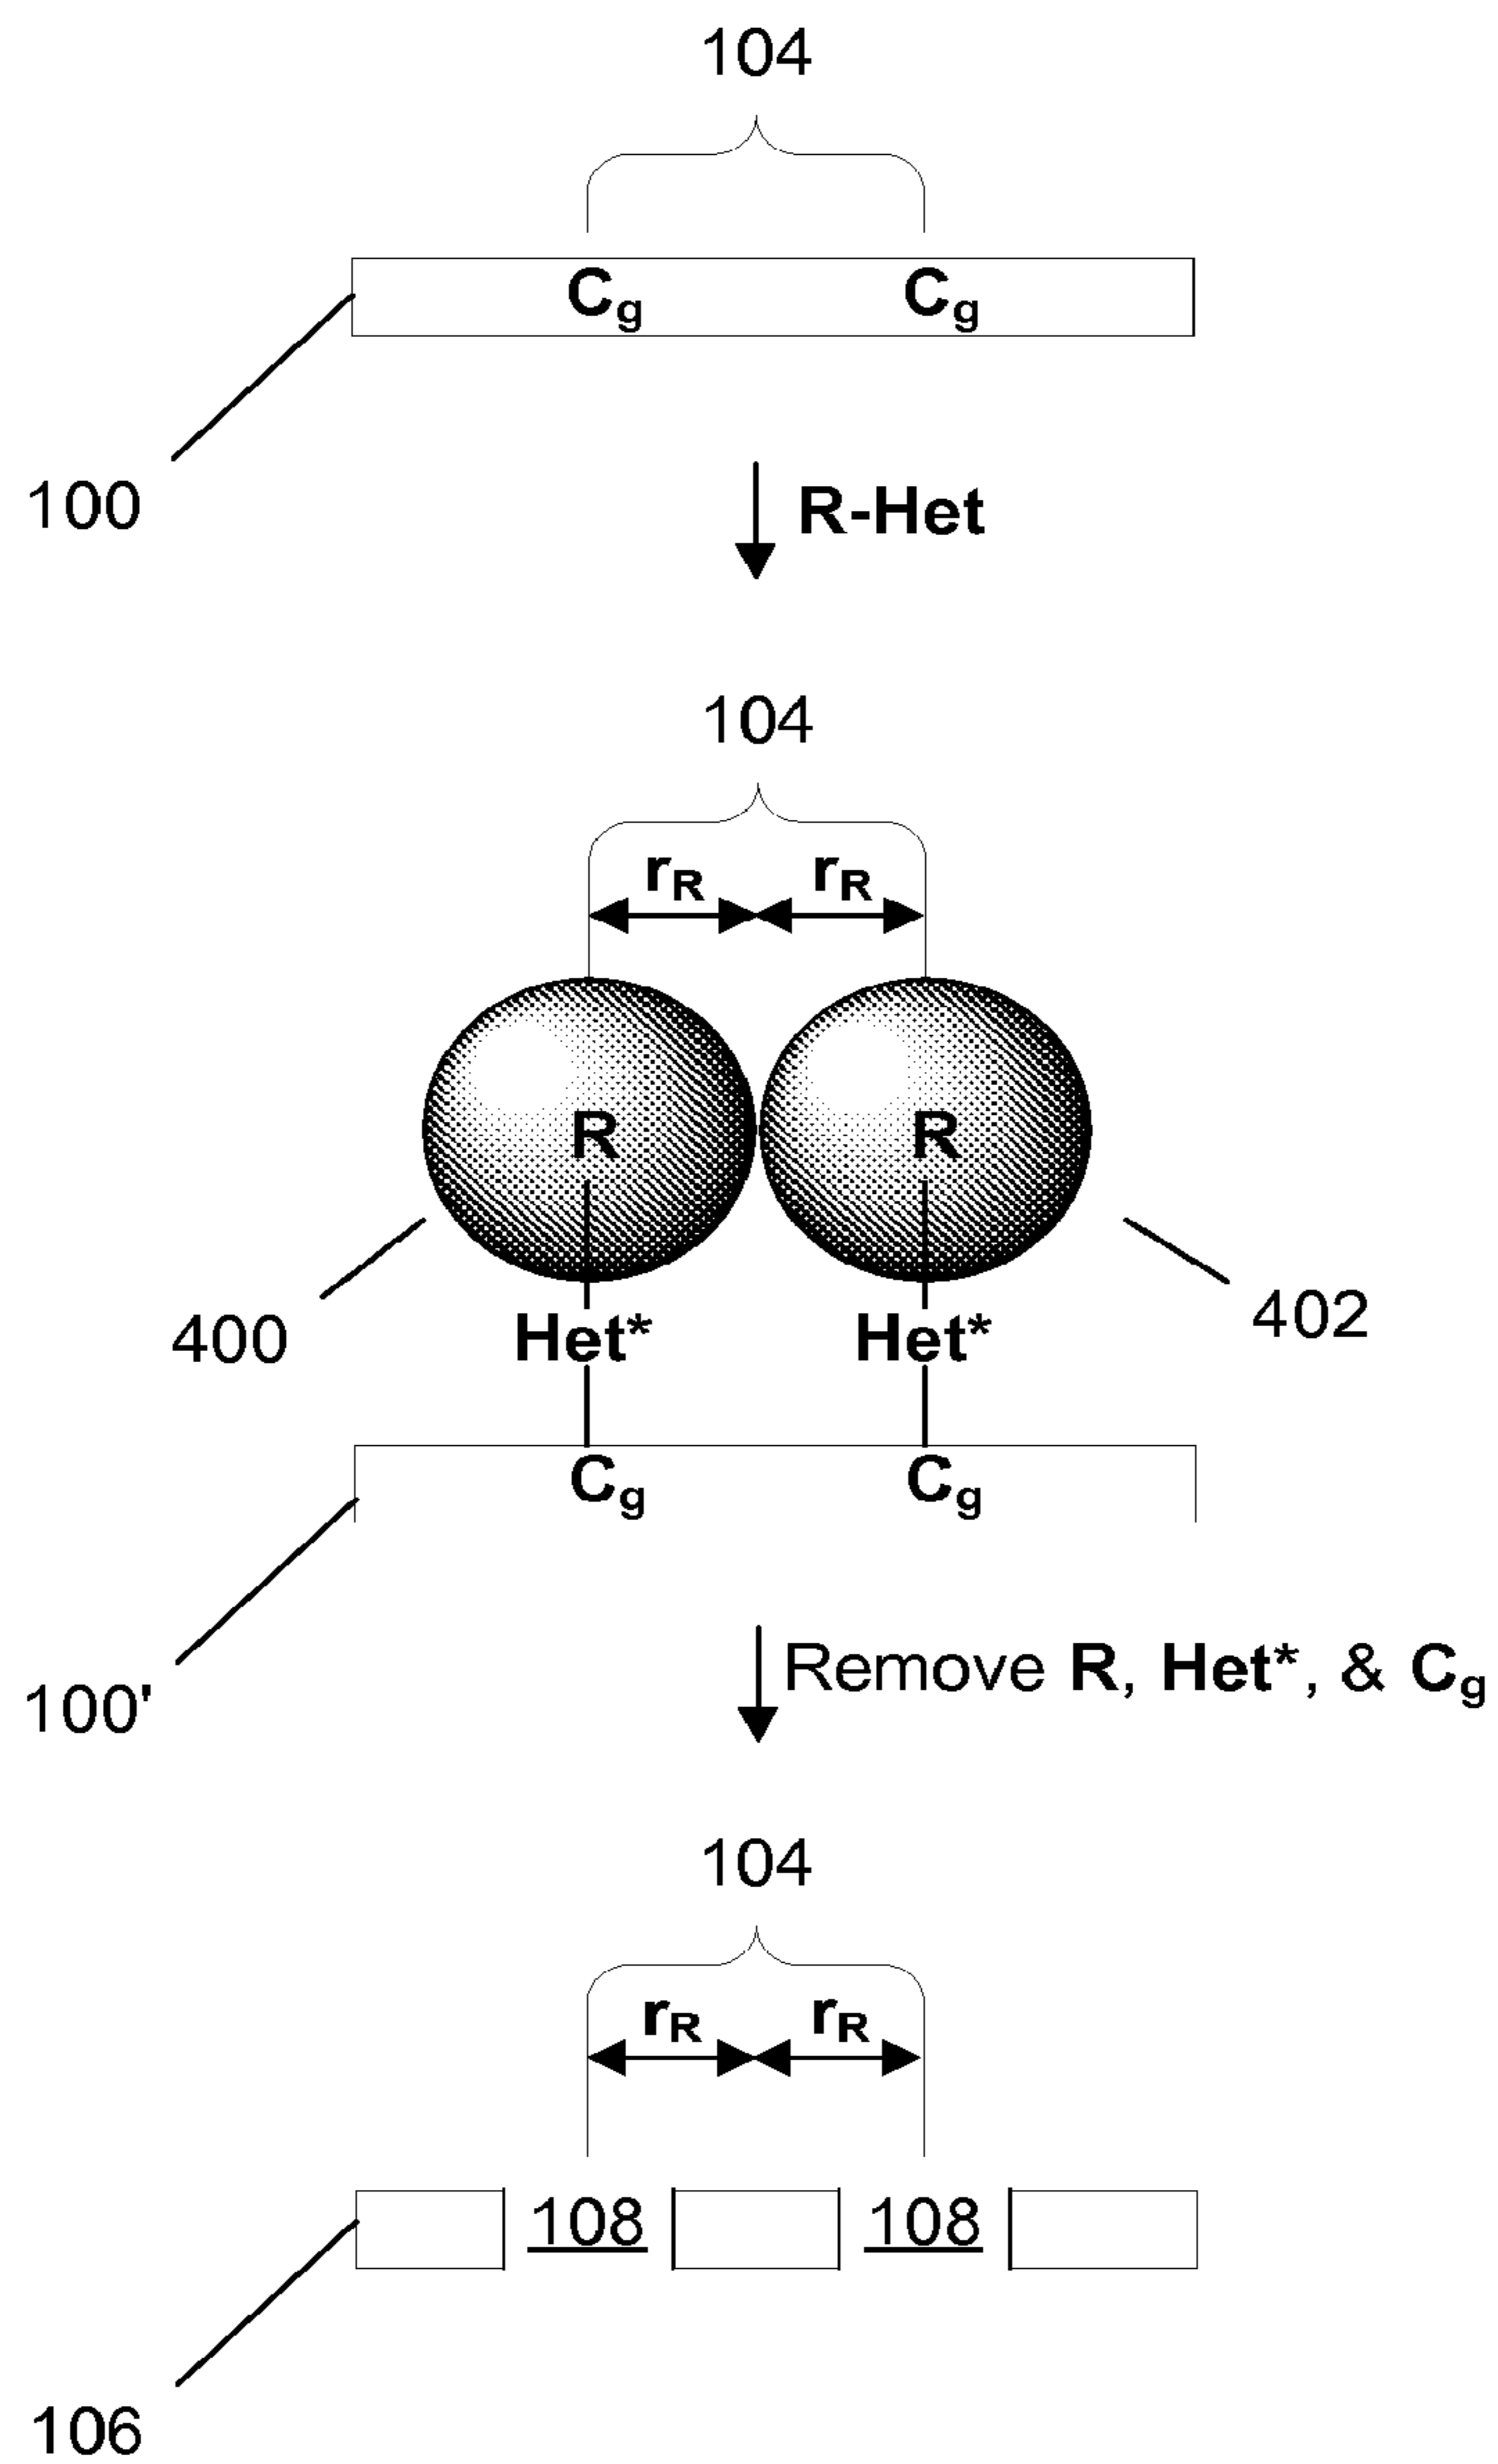 104
Cg Cg
100
R-Het
104
rR rR
R R
400 402
Het* Het*
Cg Cg
100'
Remove R, Het*, & Cg
104
rR rR
108 108
106